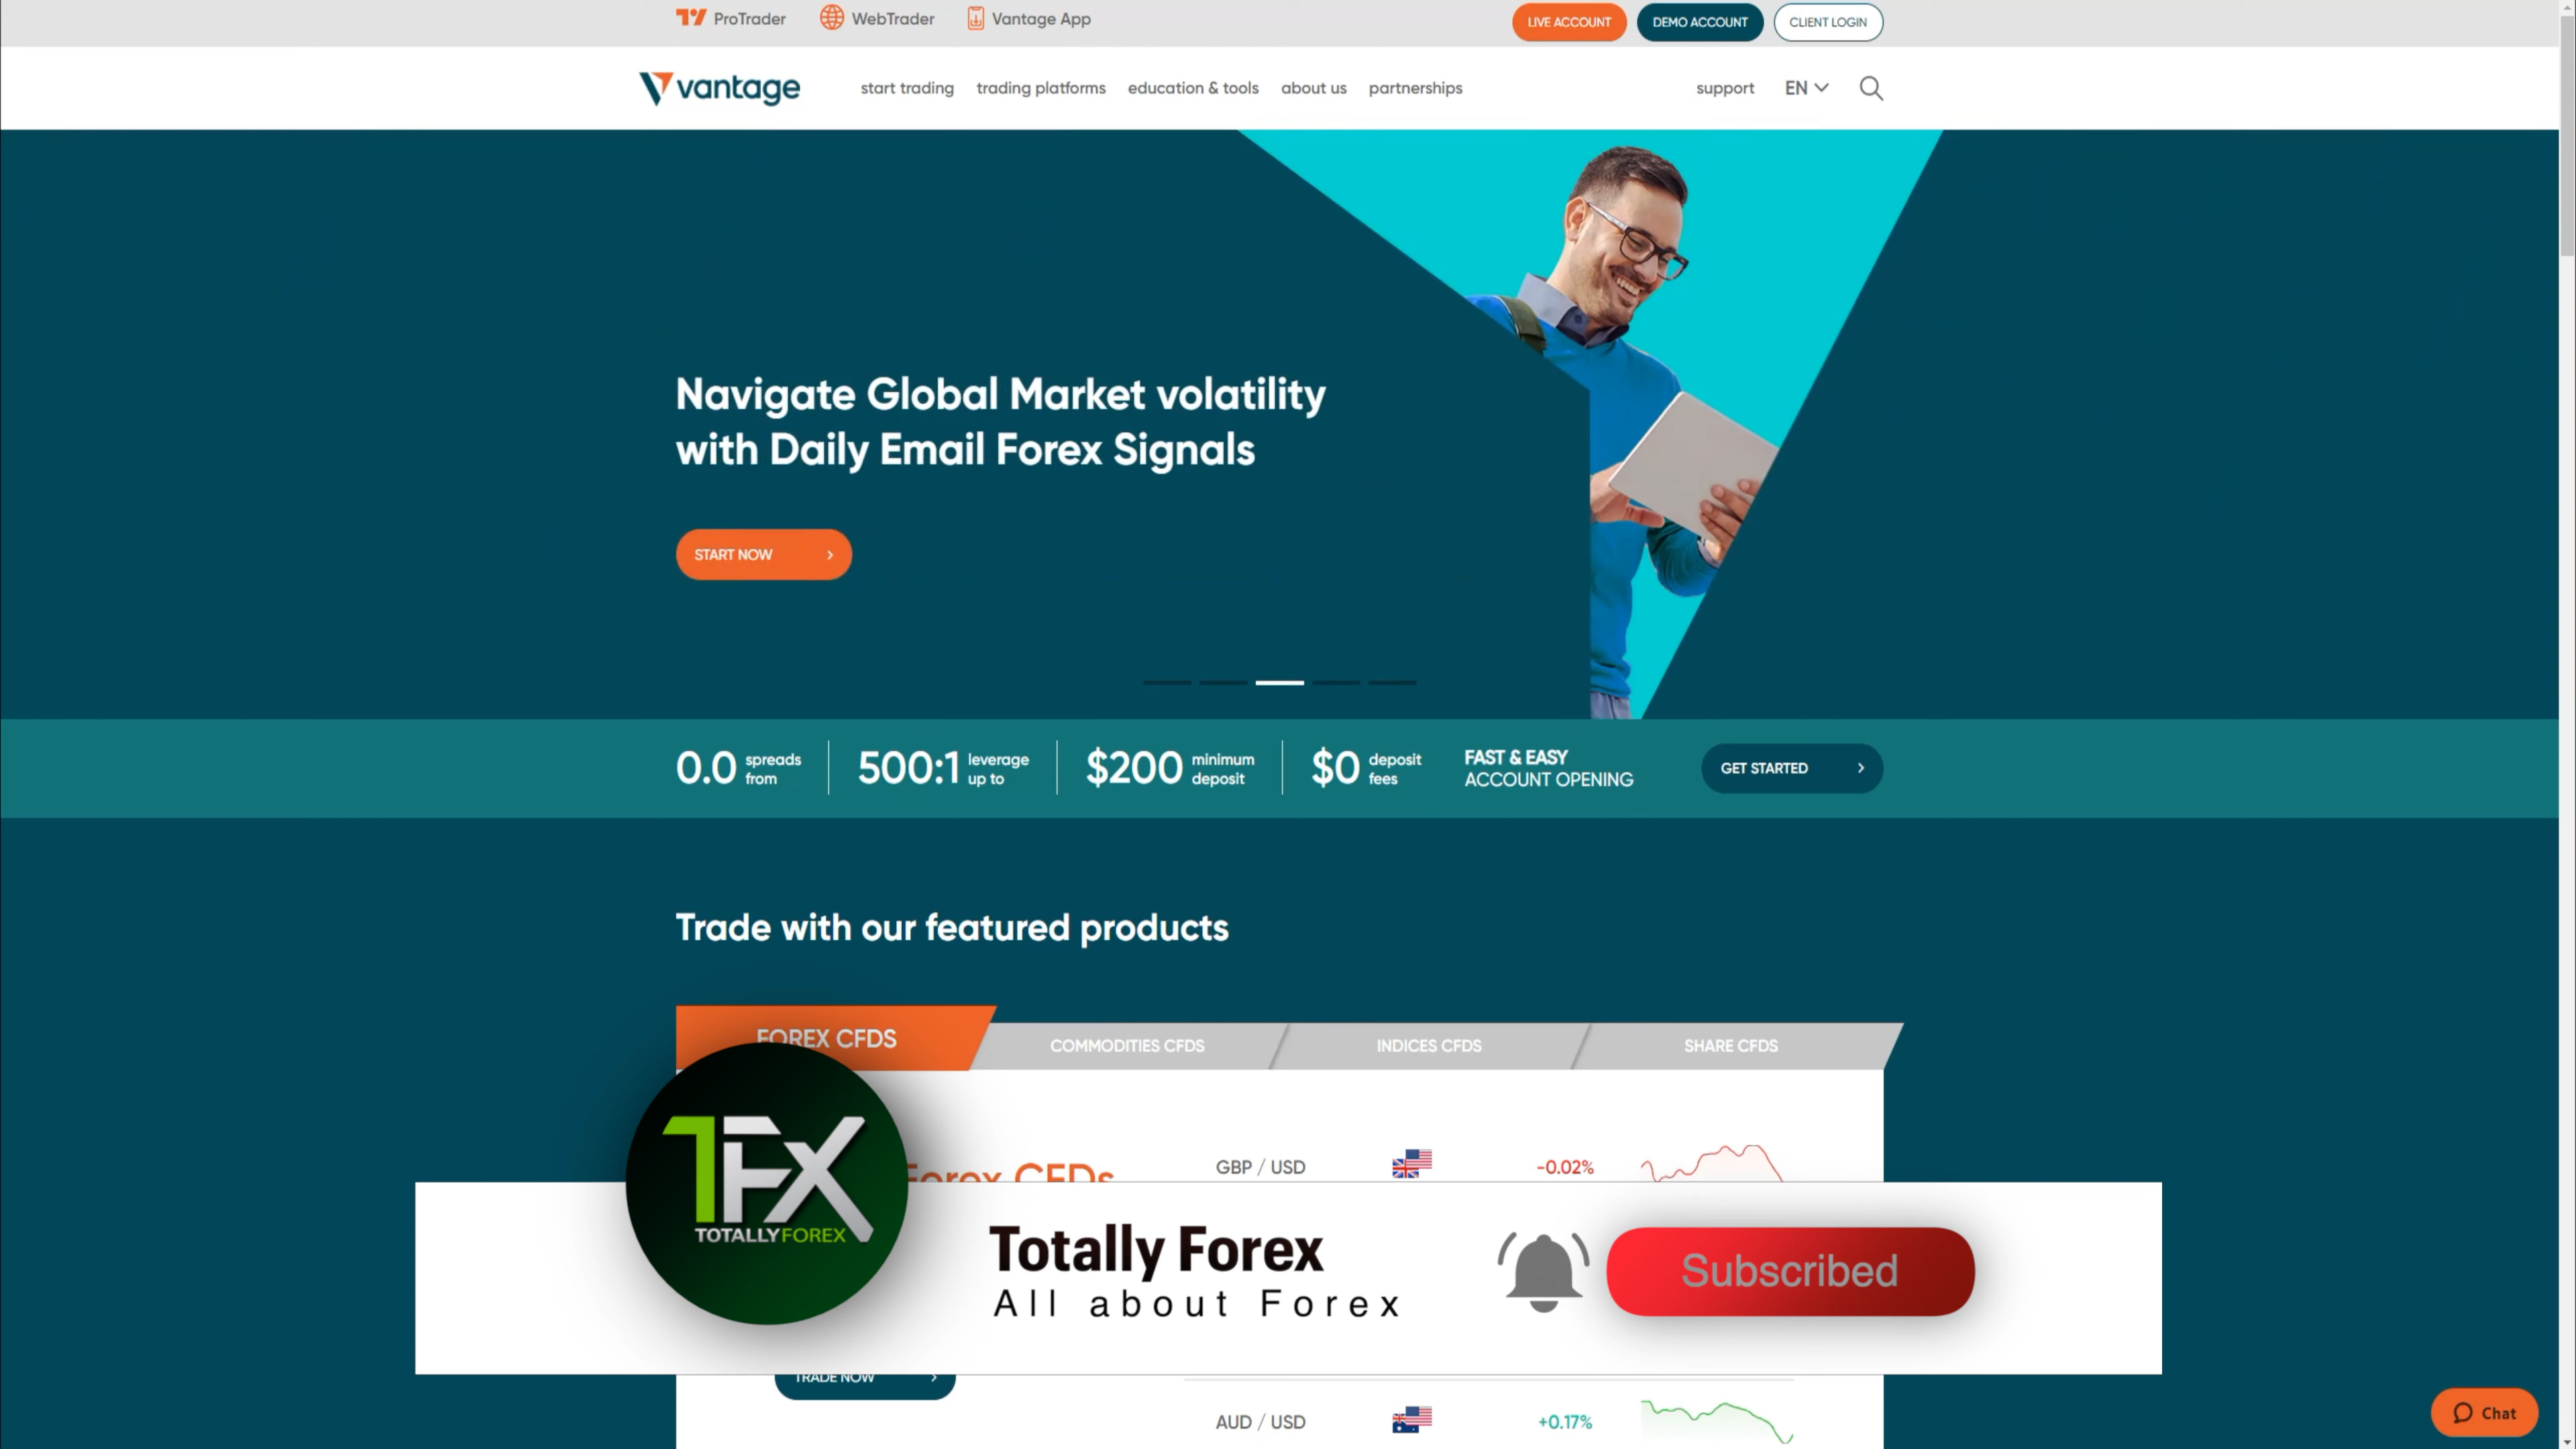 ProTrader
WebTrader
Vantage App
LIVE ACCOUNT
DEMO ACCOUNT
CLIENT LOGIN
vantage
start trading
trading platforms
education & tools
about us
partnerships
support
EN
Navigate Global Market volatility
with Daily Email Forex Signals
START NOW
0.0 spreads from
500:1 leverage up to
$200 minimum deposit
$0 deposit fees
FAST & EASY
ACCOUNT OPENING
GET STARTED
Trade with our featured products
FOREX CFDS
COMMODITIES CFDS
INDICES CFDS
SHARE CFDS
Forex CFDs
GBP / USD
-0.02%
TFX
TOTALLYFOREX
Totally Forex
All about Forex
Subscribed
TRADE NOW
AUD / USD
+0.17%
Chat